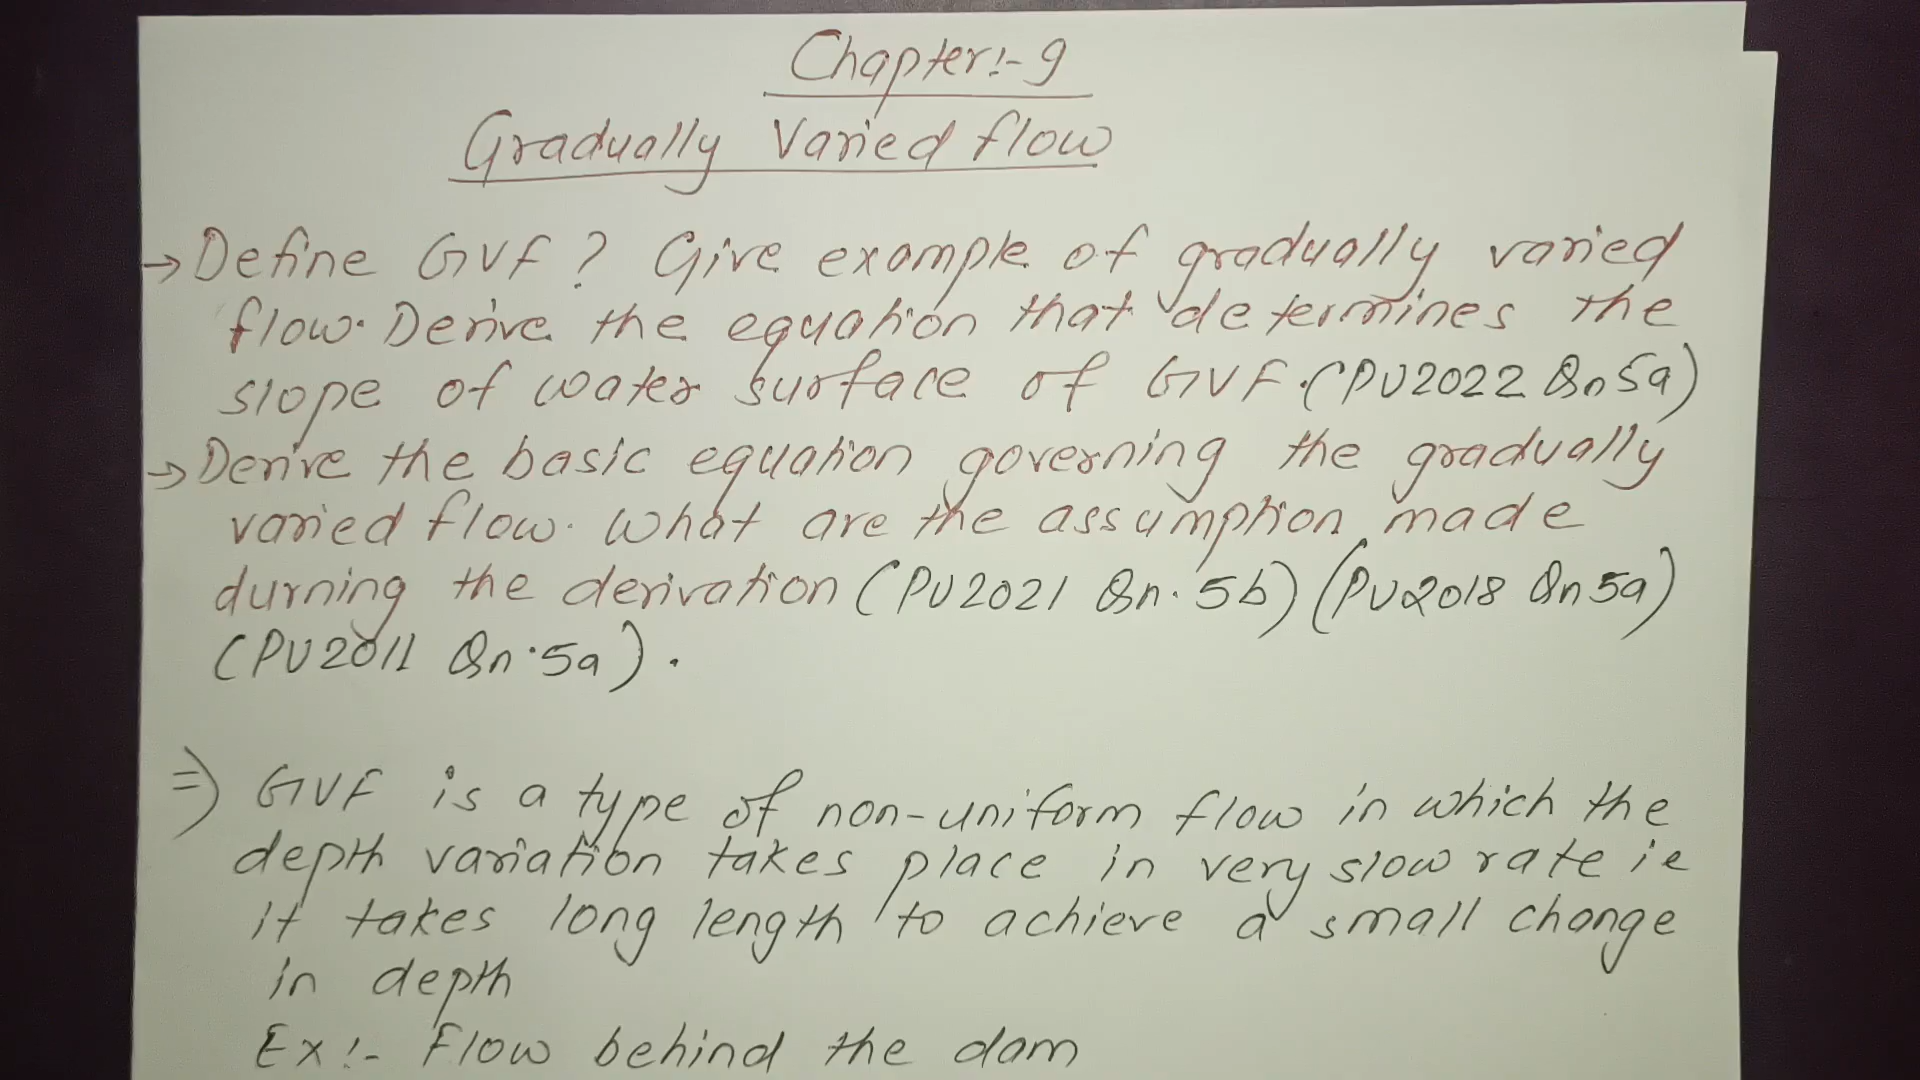 Chapter:- 9
Gradually Varied flow
→ Define GVF? Give example of gradually varied
flow. Derive the equation that determines the
slope of water surface of GVF. (PU2022 Qn 5a)
→ Derive the basic equation governing the gradually
varied flow. What are the assumption made
durning the derivation (PU2021 Qn. 5b) (PU2018 Qn 5a)
(PU2011 Qn. 5a).
⇒ GVF is a type of non-uniform flow in which the
depth variation takes place in very slow rate ie
it takes long length to achieve a small change
in depth
Ex:- Flow behind the dam